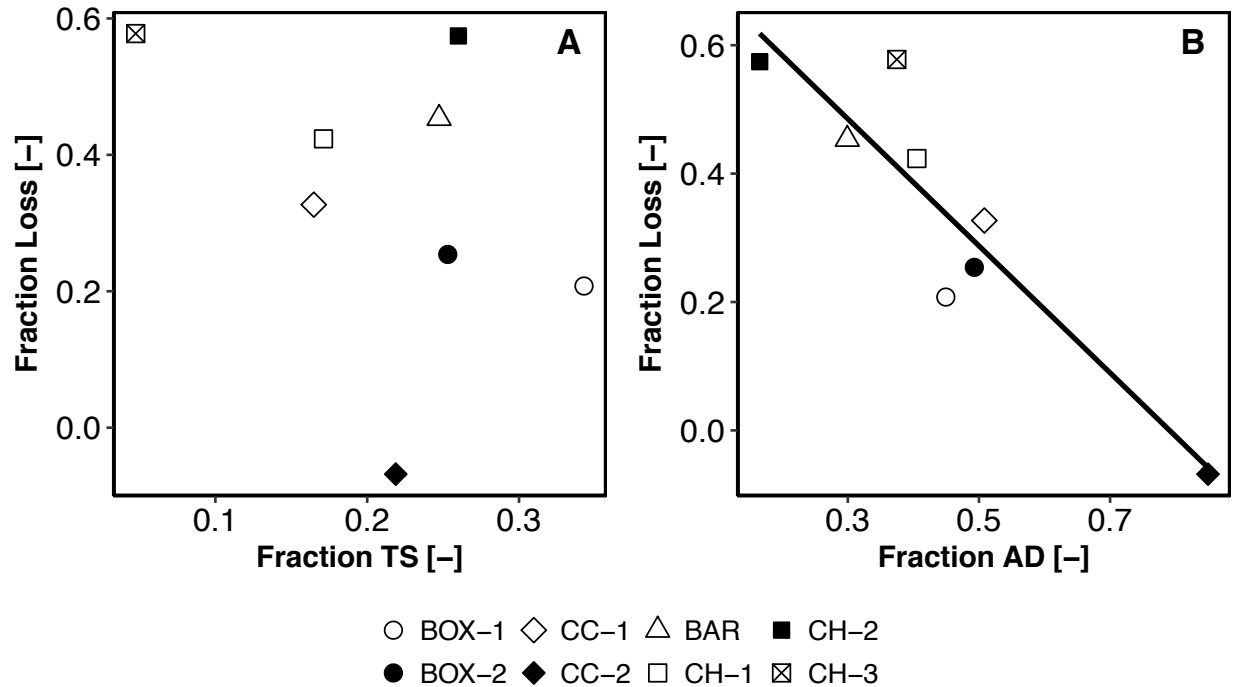 A
B
Fraction Loss [−]
0.6
0.4
0.2
0.0
0.1 0.2 0.3
Fraction TS [−]
Fraction Loss [−]
0.6
0.4
0.2
0.0
0.3 0.5 0.7
Fraction AD [−]
BOX−1 CC−1 BAR CH−2
BOX−2 CC−2 CH−1 CH−3